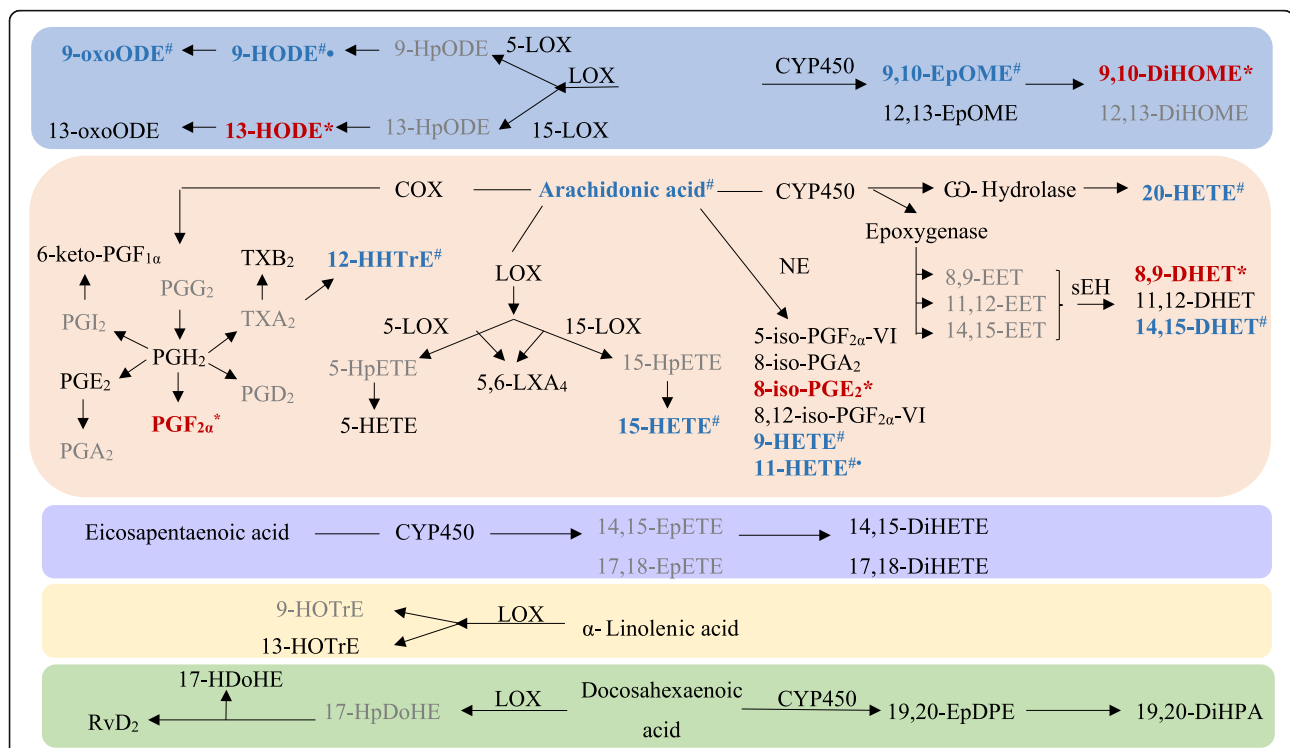 9-oxoODE#
9-HODE#•
9-HpODE
5-LOX
LOX
CYP450
9,10-EpOME#
9,10-DiHOME*
12,13-EpOME
12,13-DiHOME
13-oxoODE
13-HODE*
13-HpODE
15-LOX
COX
Arachidonic acid#
CYP450
Ѡ- Hydrolase
20-HETE#
Epoxygenase
6-keto-PGF1α
TXB2
12-HHTrE#
PGG2
LOX
NE
8,9-EET
11,12-EET
14,15-EET
sEH
8,9-DHET*
11,12-DHET
14,15-DHET#
PGI2
TXA2
PGH2
PGE2
PGD2
PGF2α*
PGA2
5-LOX
15-LOX
5-HpETE
15-HpETE
5,6-LXA4
5-HETE
15-HETE#
5-iso-PGF2α-VI
8-iso-PGA2
8-iso-PGE2*
8,12-iso-PGF2α-VI
9-HETE#
11-HETE#•
Eicosapentaenoic acid
CYP450
14,15-EpETE
14,15-DiHETE
17,18-EpETE
17,18-DiHETE
9-HOTrE
LOX
α- Linolenic acid
13-HOTrE
17-HDoHE
RvD2
17-HpDoHE
LOX
Docosahexaenoic
acid
CYP450
19,20-EpDPE
19,20-DiHPA